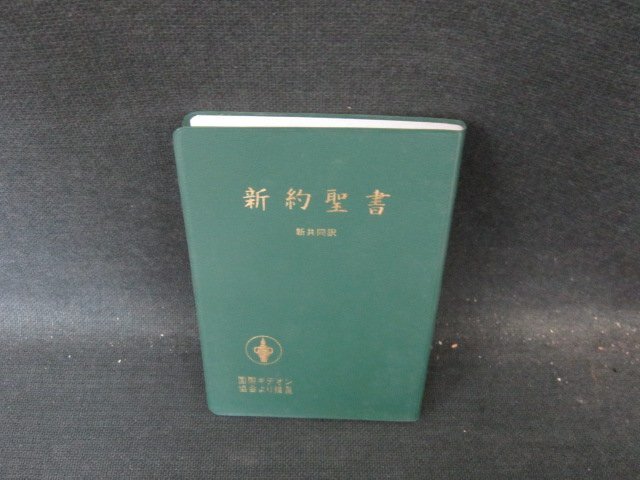 新約聖書
新共同訳
国際ギデオン
協会より贈呈